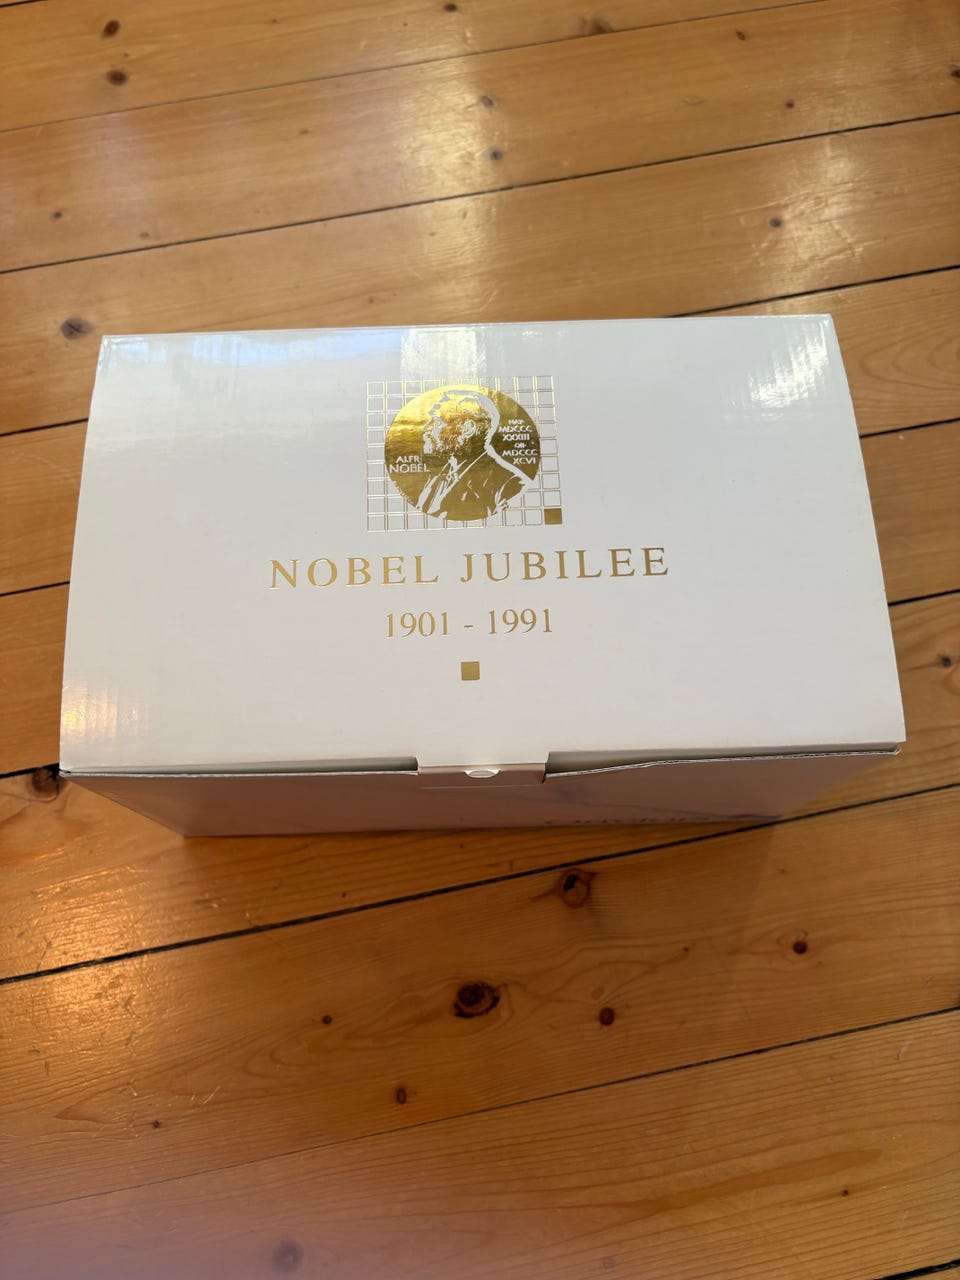 ALFR.
NOBEL
NAT·
MDCCC
XXXIII
OB·
MDCCC
XCVI
NOBEL JUBILEE
1901 - 1991